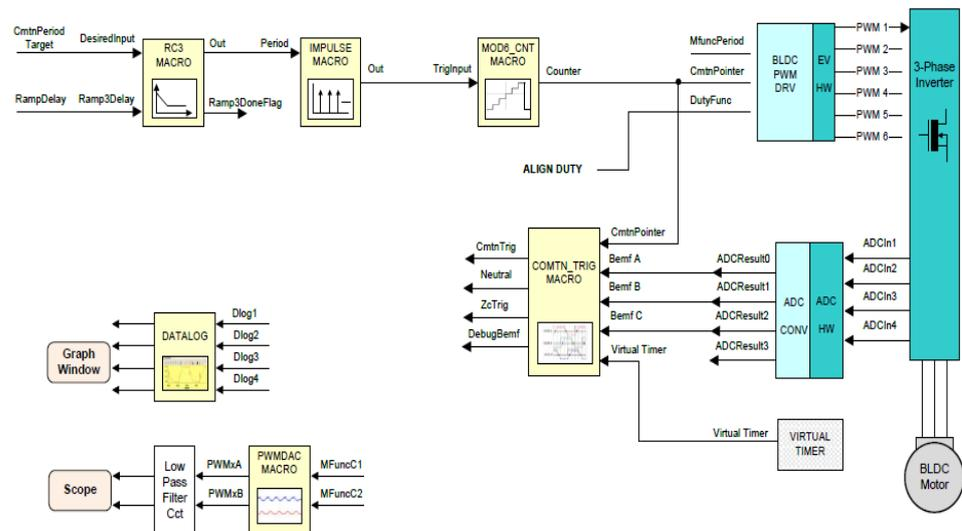 CmtnPeriod
Target
DesiredInput
RC3
MACRO
Out
Period
IMPULSE
MACRO
Out
TrigInput
MOD6_CNT
MACRO
Counter
MfuncPeriod
CmtnPointer
DutyFunc
BLDC
PWM
DRV
EV
HW
PWM 1
PWM 2
PWM 3
PWM 4
PWM 5
PWM 6
3-Phase
Inverter
RampDelay
Ramp3Delay
Ramp3DoneFlag
ALIGN DUTY
CmtnPointer
CmtnTrig
Neutral
ZcTrig
DebugBemf
COMTN_TRIG
MACRO
Bemf A
Bemf B
Bemf C
Virtual Timer
ADCResult0
ADCResult1
ADCResult2
ADCResult3
ADC
CONV
ADC
HW
ADCIn1
ADCIn2
ADCIn3
ADCIn4
Graph
Window
DATALOG
Dlog1
Dlog2
Dlog3
Dlog4
Virtual Timer
VIRTUAL
TIMER
BLDC
Motor
Scope
Low
Pass
Filter
Cct
PWMxA
PWMxB
PWMDAC
MACRO
MFuncC1
MFuncC2